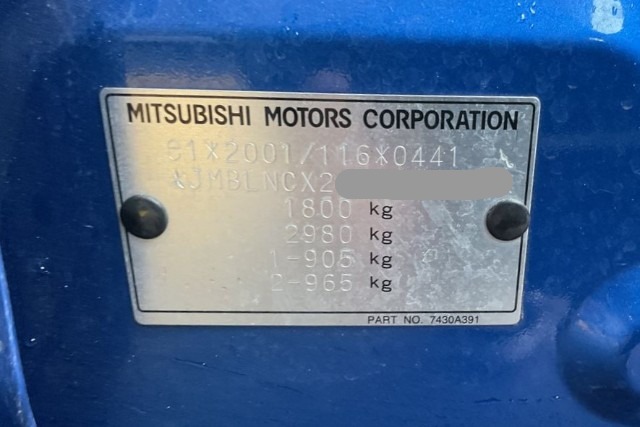 MITSUBISHI MOTORS CORPORATION
e1*2001/116*0441
*JMBLNCX2
1800 kg
2980 kg
1-905 kg
2-965 kg
PART NO. 7430A391